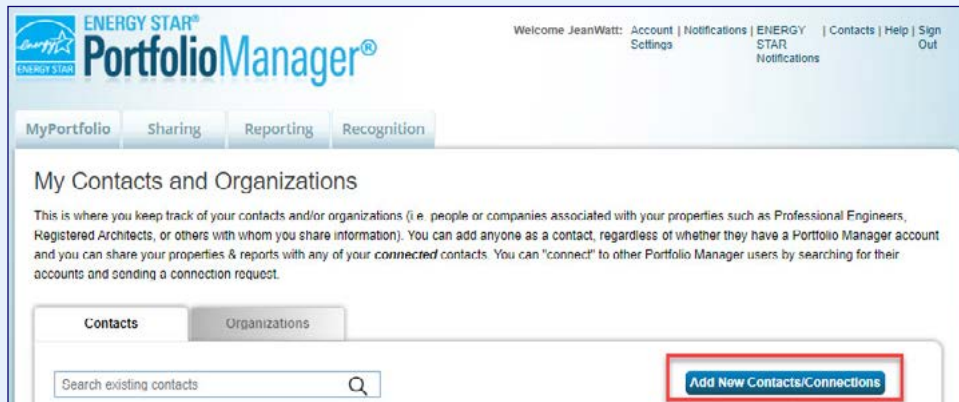 ENERGY STAR®
PortfolioManager®
energy
ENERGY STAR
Welcome JeanWatt: Account Settings | Notifications | ENERGY STAR Notifications | Contacts | Help | Sign Out
MyPortfolio Sharing Reporting Recognition
My Contacts and Organizations
This is where you keep track of your contacts and/or organizations (i.e. people or companies associated with your properties such as Professional Engineers,
Registered Architects, or others with whom you share information). You can add anyone as a contact, regardless of whether they have a Portfolio Manager account
and you can share your properties & reports with any of your connected contacts. You can "connect" to other Portfolio Manager users by searching for their
accounts and sending a connection request.
Contacts Organizations
Search existing contacts
Add New Contacts/Connections